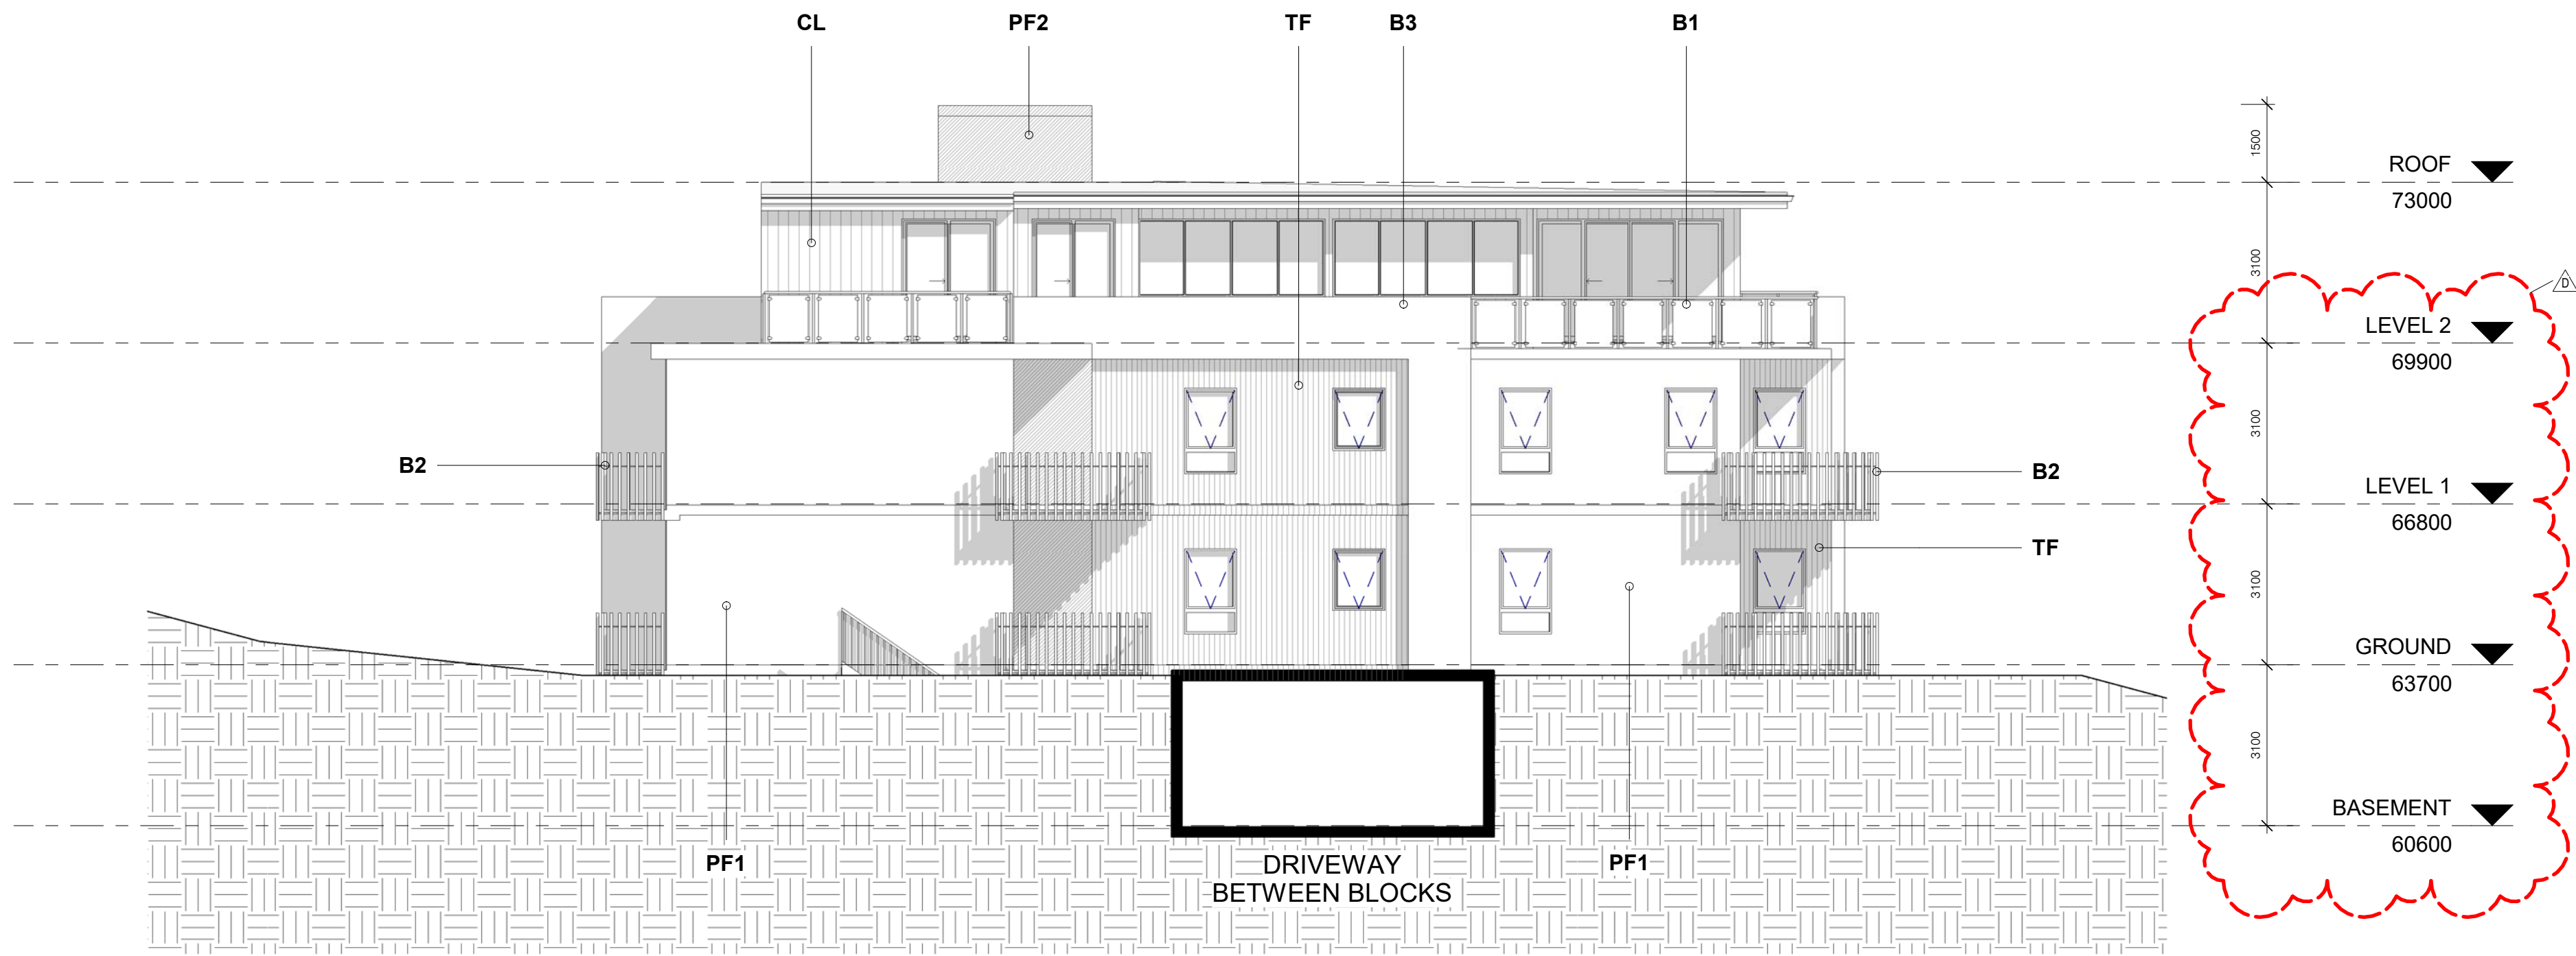 CL
PF2
TF
B3
B1
1500
ROOF
73000
3100
D
LEVEL 2
69900
3100
B2
B2
LEVEL 1
66800
TF
3100
GROUND
63700
3100
BASEMENT
60600
PF1
DRIVEWAY
BETWEEN BLOCKS
PF1